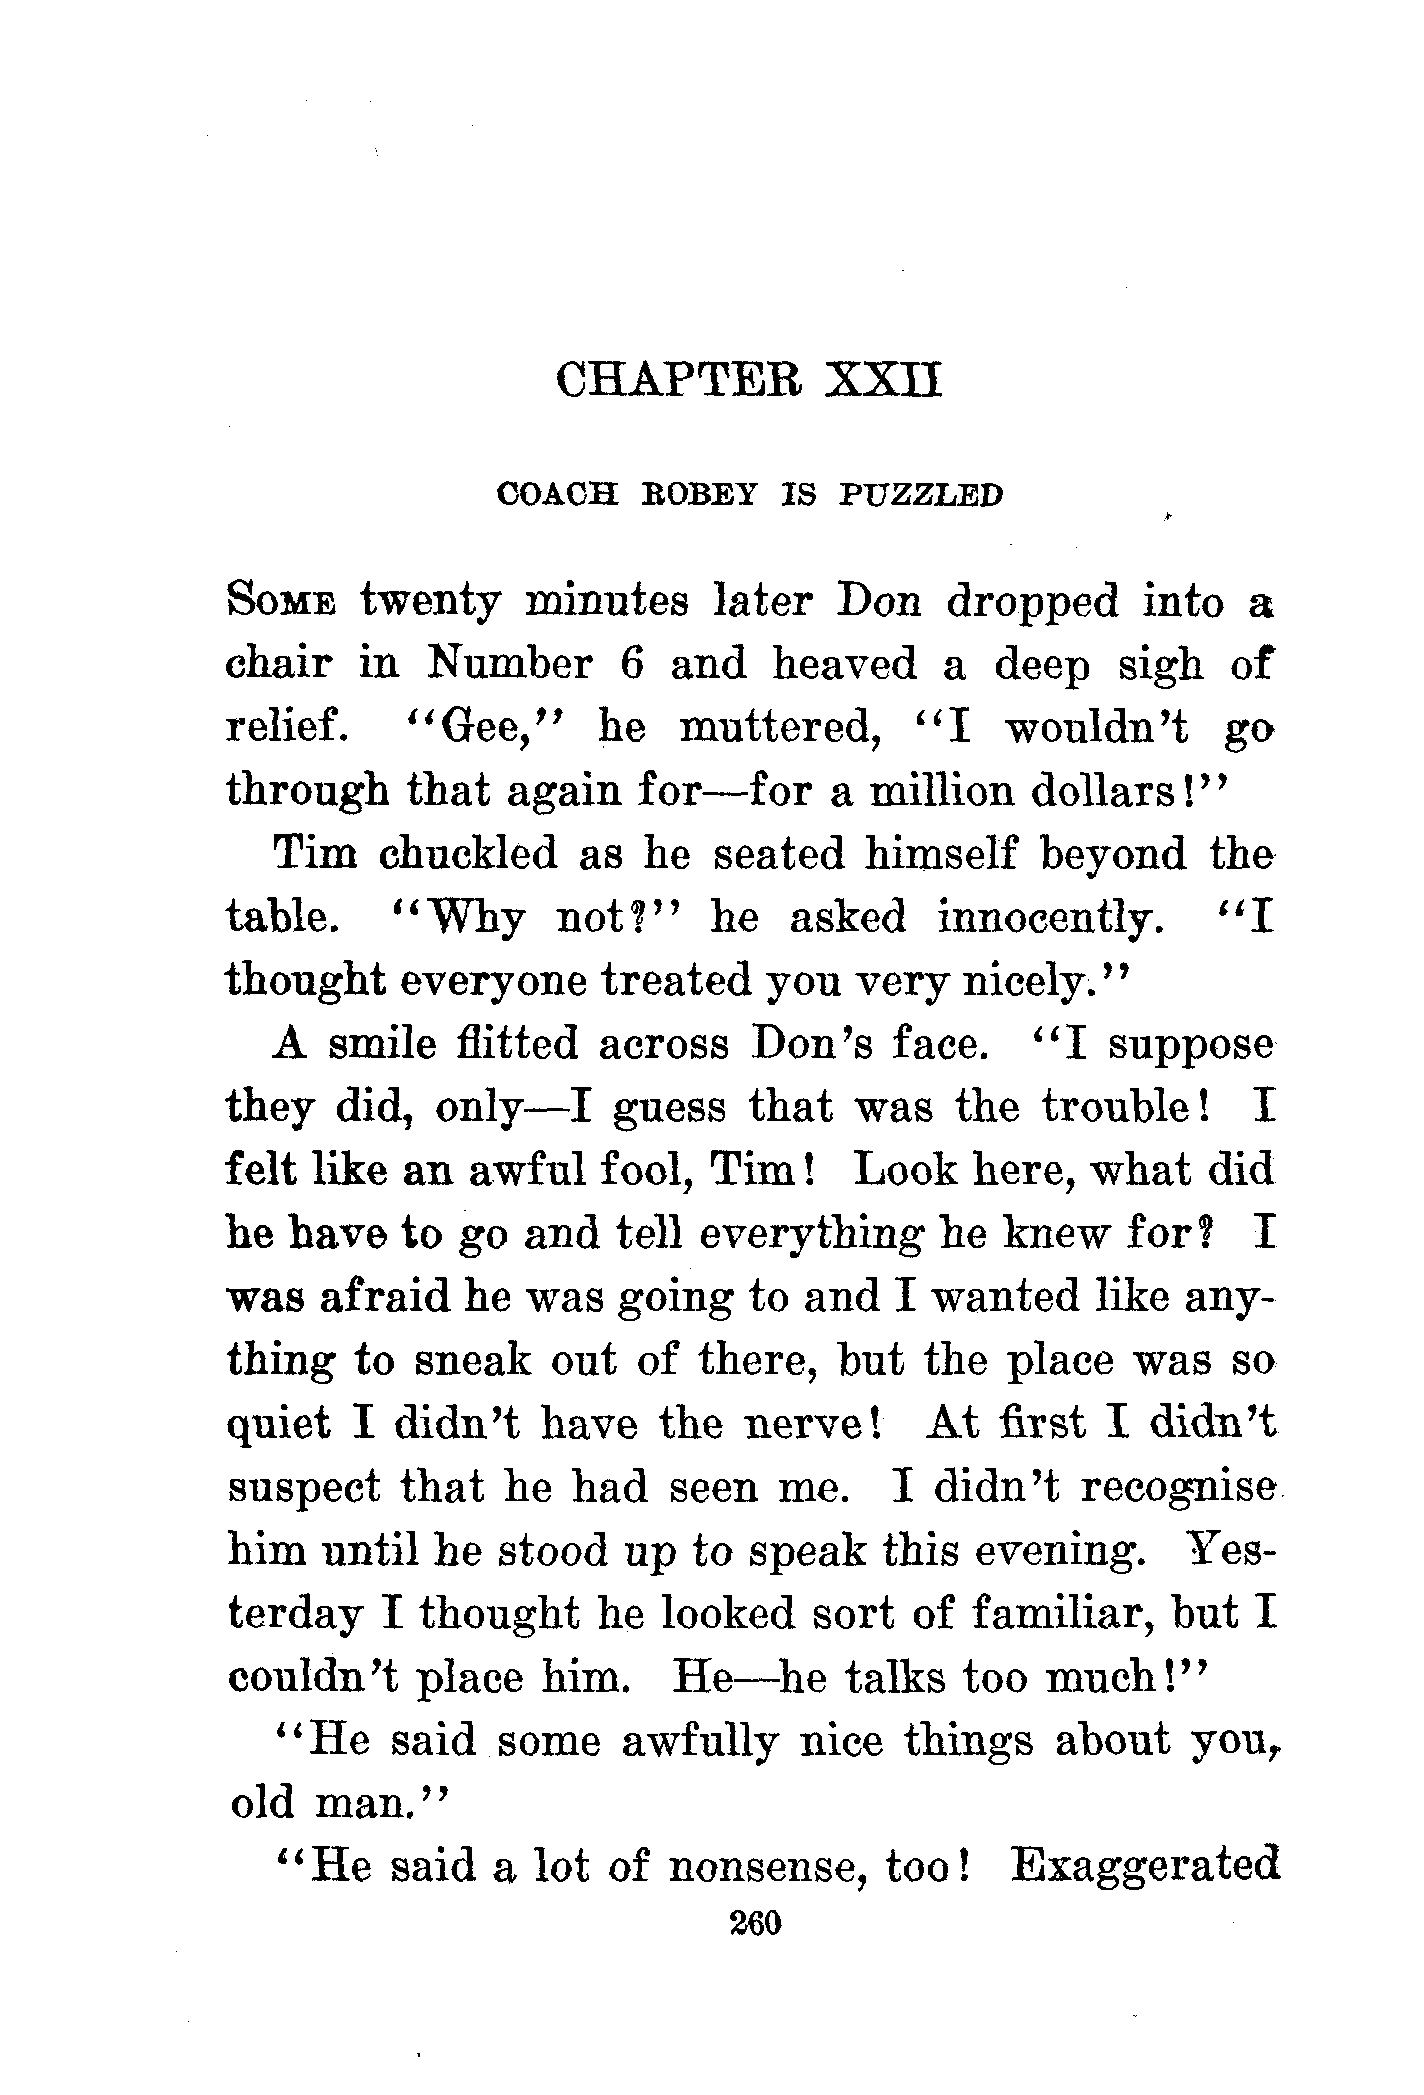 CHAPTER XXII
COACH ROBEY IS PUZZLED
SOME twenty minutes later Don dropped into a
chair in Number 6 and heaved a deep sigh of
relief. "Gee," he muttered, "I wouldn't go
through that again for—for a million dollars!"
Tim chuckled as he seated himself beyond the
table. "Why not?" he asked innocently. "I
thought everyone treated you very nicely."
A smile flitted across Don's face. "I suppose
they did, only—I guess that was the trouble! I
felt like an awful fool, Tim! Look here, what did
he have to go and tell everything he knew for? I
was afraid he was going to and I wanted like any-
thing to sneak out of there, but the place was so
quiet I didn't have the nerve! At first I didn't
suspect that he had seen me. I didn't recognise
him until he stood up to speak this evening. Yes-
terday I thought he looked sort of familiar, but I
couldn't place him. He—he talks too much!"
"He said some awfully nice things about you,
old man."
"He said a lot of nonsense, too! Exaggerated
260